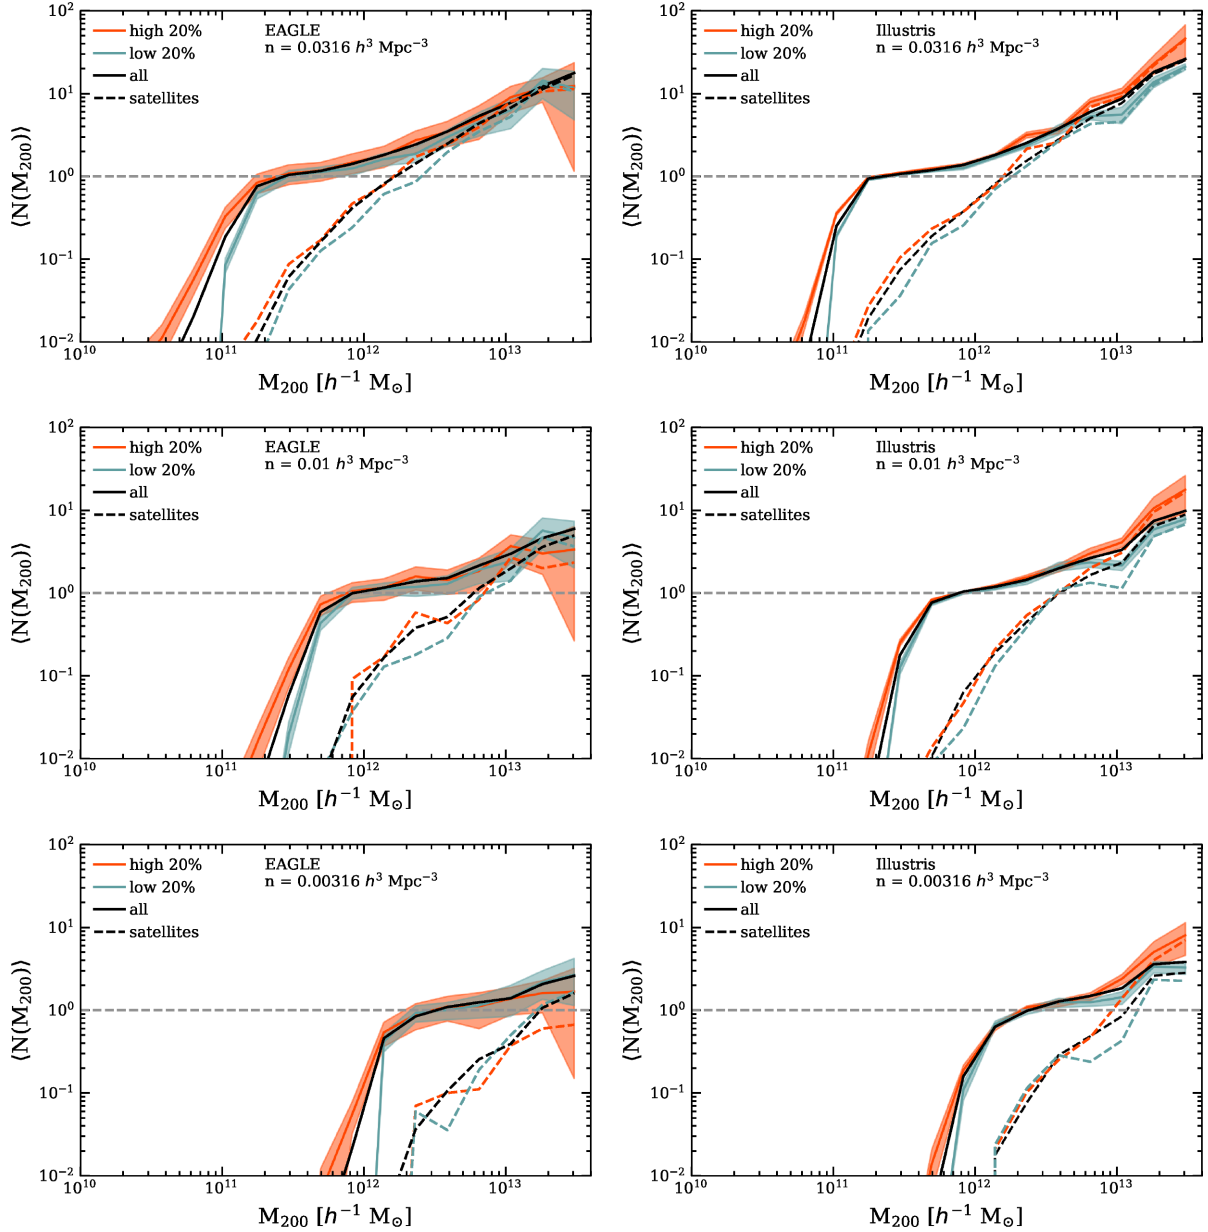 high 20%
low 20%
all
satellites
EAGLE
n = 0.0316 h³ Mpc⁻³
⟨N(M₂₀₀)⟩
10²
10¹
10⁰
10⁻¹
10⁻²
10¹⁰ 10¹¹ 10¹² 10¹³
M₂₀₀ [h⁻¹ M⊙]
high 20%
low 20%
all
satellites
Illustris
n = 0.0316 h³ Mpc⁻³
⟨N(M₂₀₀)⟩
10²
10¹
10⁰
10⁻¹
10⁻²
10¹⁰ 10¹¹ 10¹² 10¹³
M₂₀₀ [h⁻¹ M⊙]
high 20%
low 20%
all
satellites
EAGLE
n = 0.01 h³ Mpc⁻³
⟨N(M₂₀₀)⟩
10²
10¹
10⁰
10⁻¹
10⁻²
10¹⁰ 10¹¹ 10¹² 10¹³
M₂₀₀ [h⁻¹ M⊙]
high 20%
low 20%
all
satellites
Illustris
n = 0.01 h³ Mpc⁻³
⟨N(M₂₀₀)⟩
10²
10¹
10⁰
10⁻¹
10⁻²
10¹⁰ 10¹¹ 10¹² 10¹³
M₂₀₀ [h⁻¹ M⊙]
high 20%
low 20%
all
satellites
EAGLE
n = 0.00316 h³ Mpc⁻³
⟨N(M₂₀₀)⟩
10²
10¹
10⁰
10⁻¹
10⁻²
10¹⁰ 10¹¹ 10¹² 10¹³
M₂₀₀ [h⁻¹ M⊙]
high 20%
low 20%
all
satellites
Illustris
n = 0.00316 h³ Mpc⁻³
⟨N(M₂₀₀)⟩
10²
10¹
10⁰
10⁻¹
10⁻²
10¹⁰ 10¹¹ 10¹² 10¹³
M₂₀₀ [h⁻¹ M⊙]